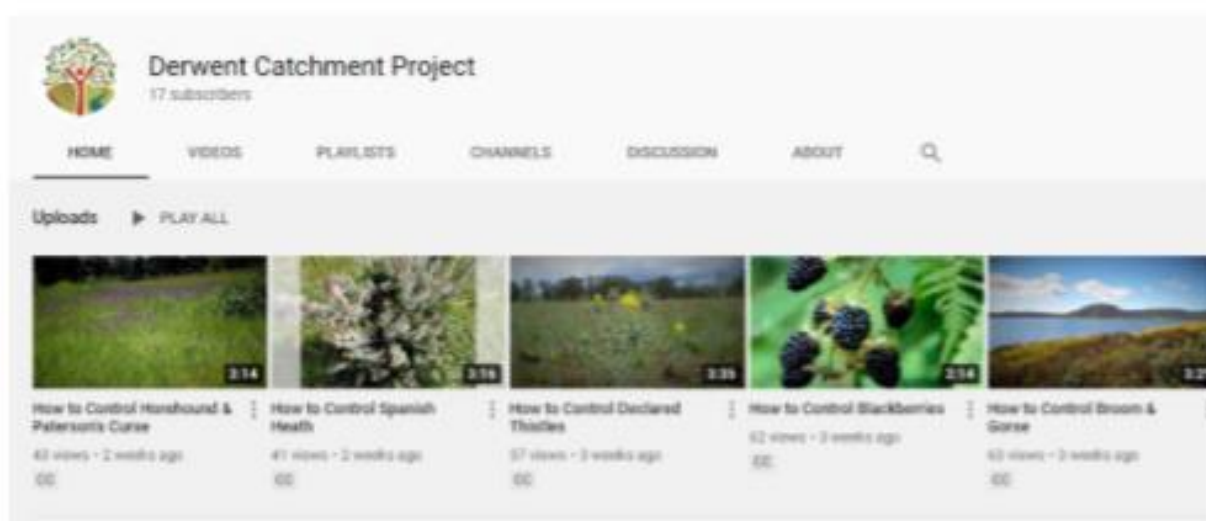 Derwent Catchment Project
17 subscribers
HOME VIDEOS PLAYLISTS CHANNELS DISCUSSION ABOUT
Uploads PLAY ALL
3:14 3:16 3:35 2:14
How to Control Horehound & Paterson's Curse
43 views • 2 weeks ago
CC
How to Control Spanish Heath
41 views • 2 weeks ago
CC
How to Control Declared Thistles
57 views • 3 weeks ago
CC
How to Control Blackberries
62 views • 3 weeks ago
CC
How to Control Broom & Gorse
63 views • 3 weeks ago
CC